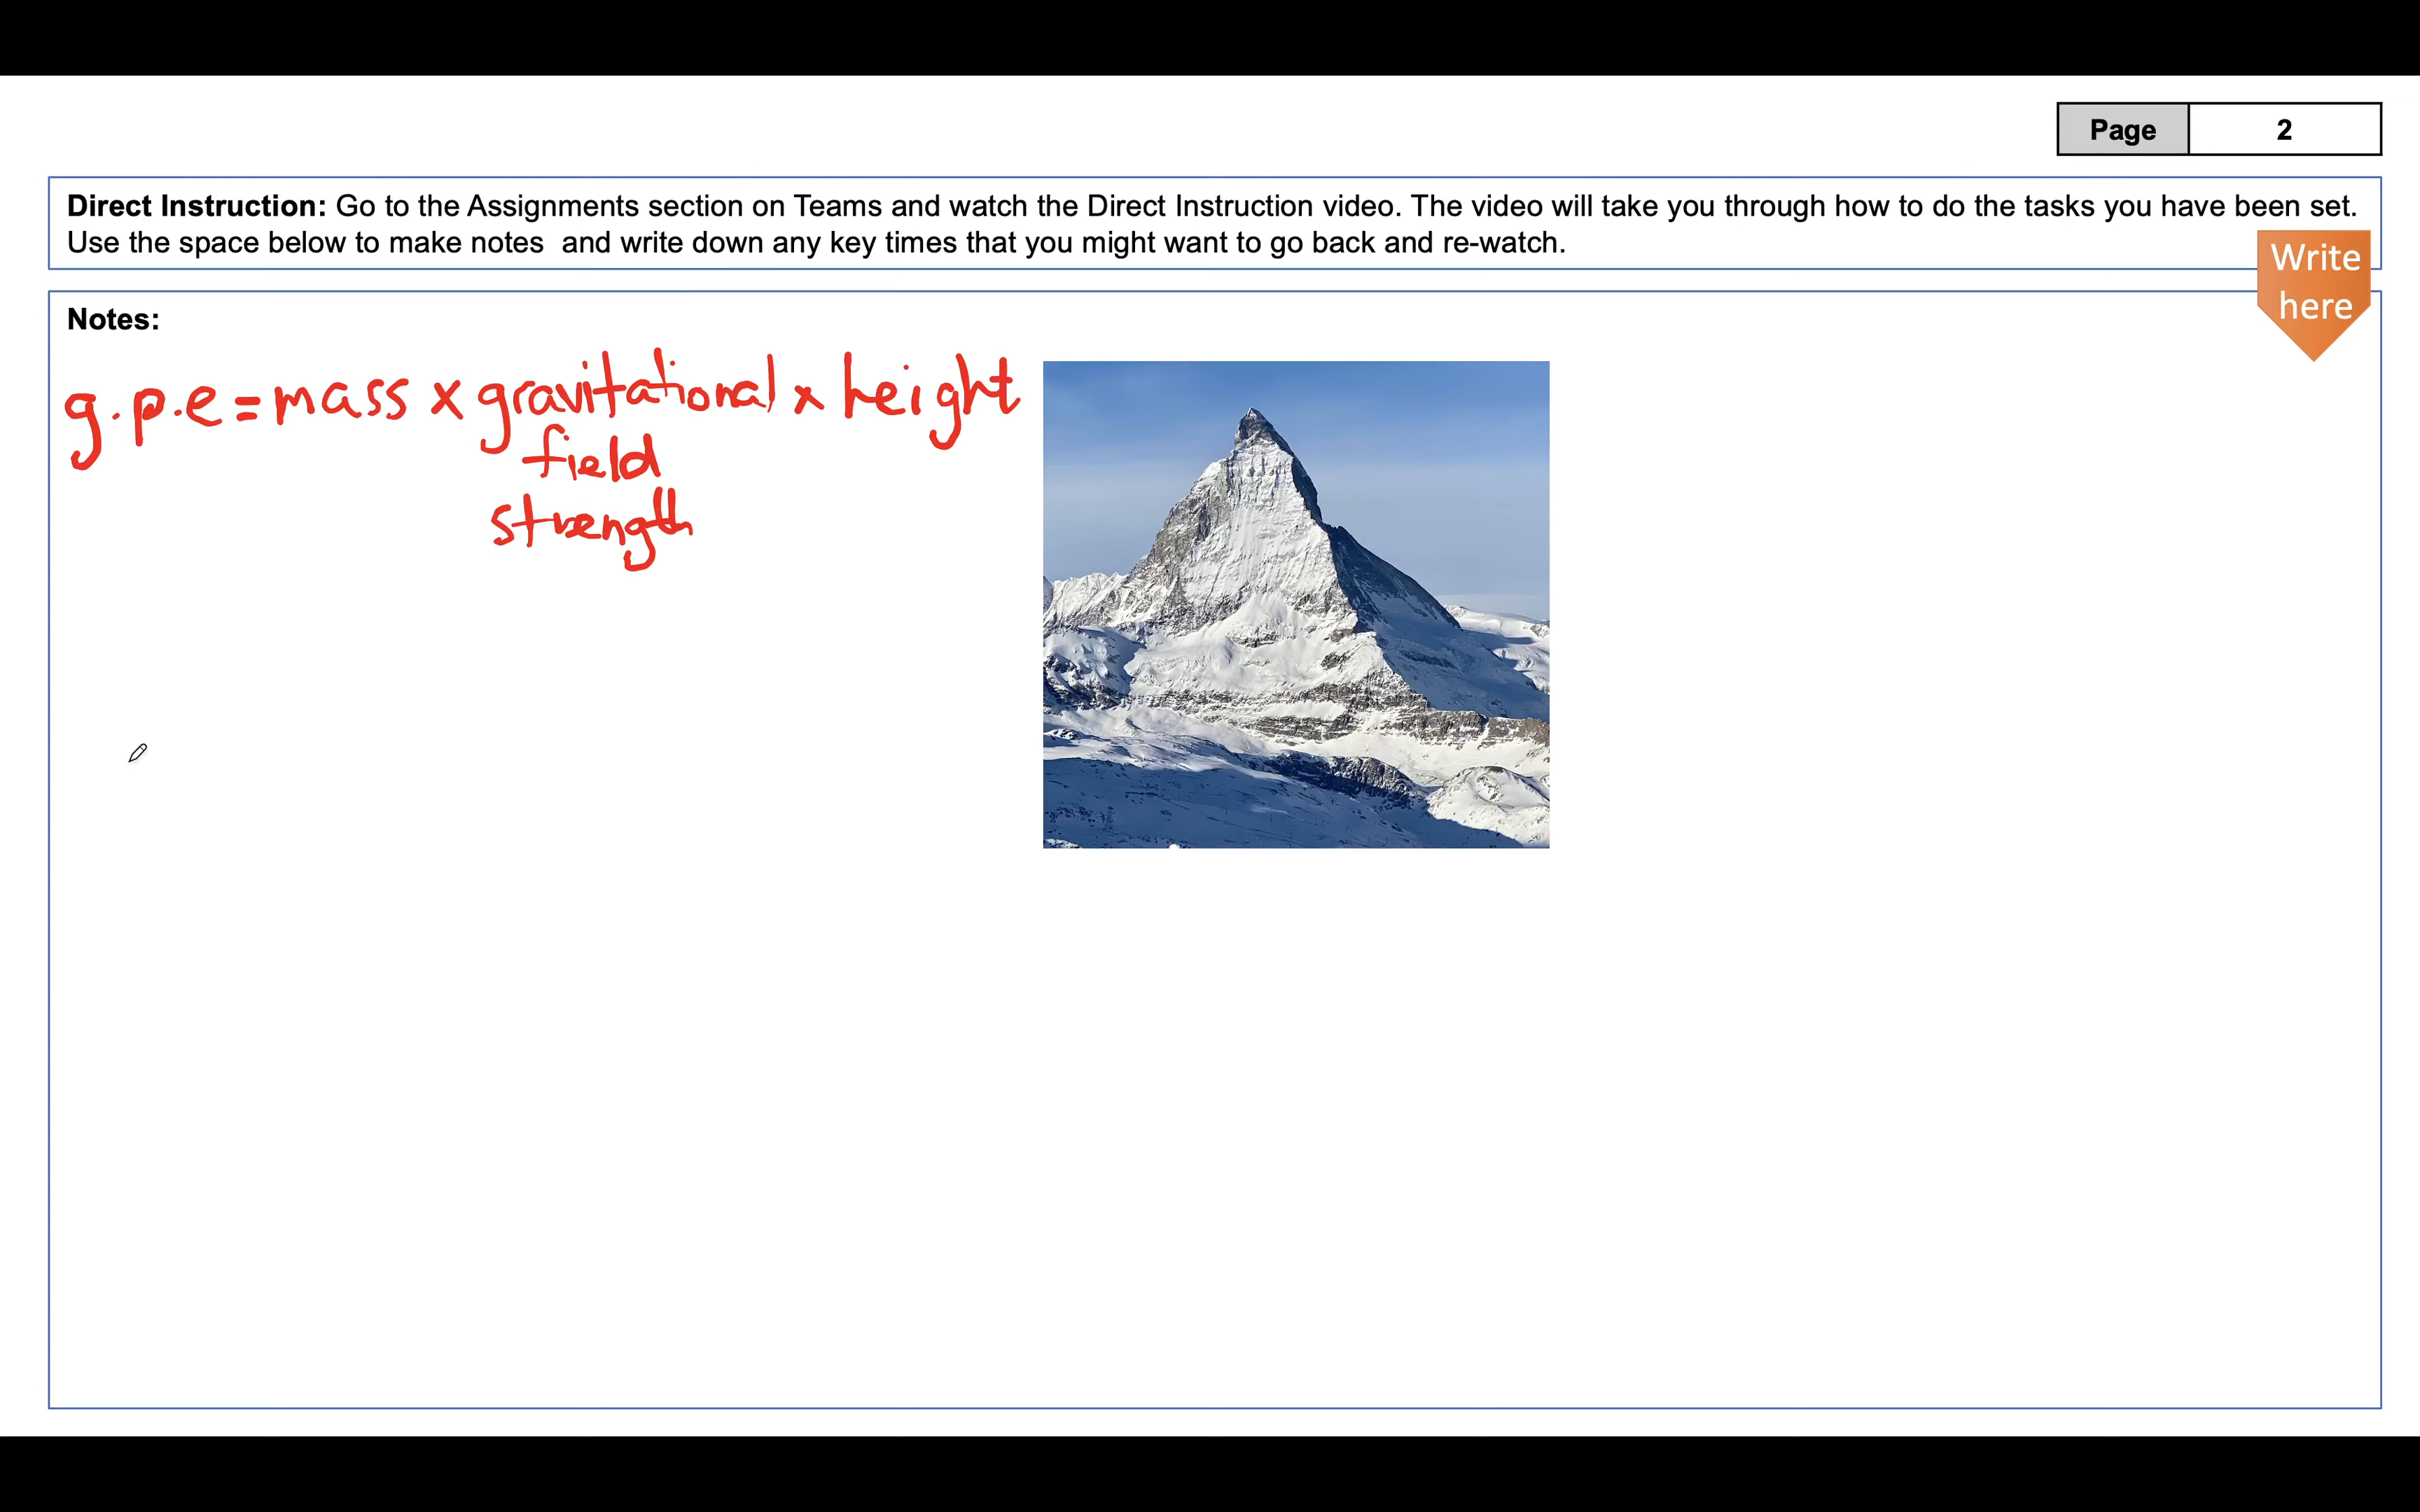 Page 2
Direct Instruction: Go to the Assignments section on Teams and watch the Direct Instruction video. The video will take you through how to do the tasks you have been set.
Use the space below to make notes  and write down any key times that you might want to go back and re-watch.
Write
here
Notes:
g.p.e = mass x gravitational x height
field
strength